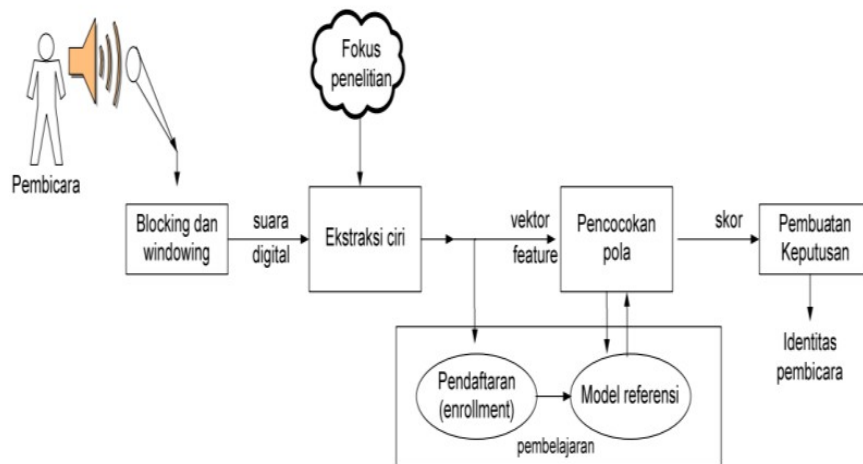 Fokus
penelitian
Pembicara
Blocking dan
windowing
suara
digital
Ekstraksi ciri
vektor
feature
Pencocokan
pola
skor
Pembuatan
Keputusan
Identitas
pembicara
Pendaftaran
(enrollment)
Model referensi
pembelajaran